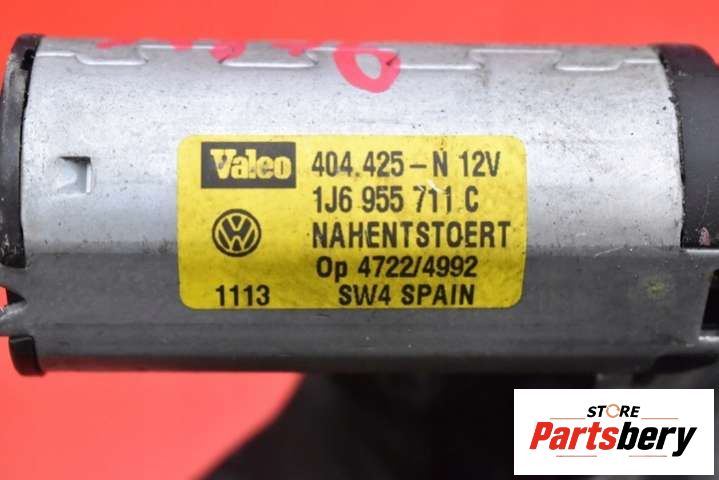 Valeo 404.425-N 12V
1J6 955 711 C
NAHENTSTOERT
Op 4722/4992
1113 SW4 SPAIN
STORE
Partsbery